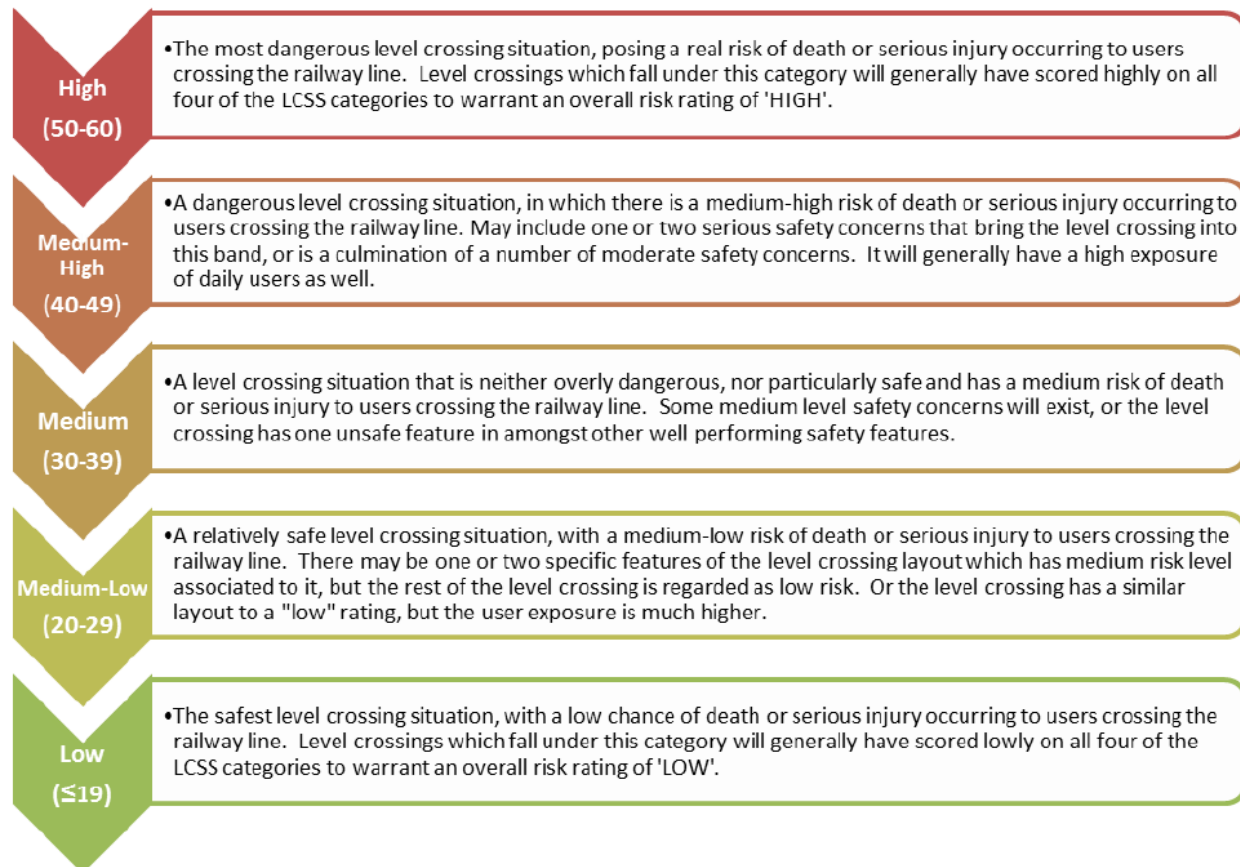 High
(50-60)
•The most dangerous level crossing situation, posing a real risk of death or serious injury occurring to users
crossing the railway line. Level crossings which fall under this category will generally have scored highly on all
four of the LCSS categories to warrant an overall risk rating of 'HIGH'.
Medium-
High
(40-49)
•A dangerous level crossing situation, in which there is a medium-high risk of death or serious injury occurring to
users crossing the railway line. May include one or two serious safety concerns that bring the level crossing into
this band, or is a culmination of a number of moderate safety concerns. It will generally have a high exposure
of daily users as well.
Medium
(30-39)
•A level crossing situation that is neither overly dangerous, nor particularly safe and has a medium risk of death
or serious injury to users crossing the railway line. Some medium level safety concerns will exist, or the level
crossing has one unsafe feature in amongst other well performing safety features.
Medium-Low
(20-29)
•A relatively safe level crossing situation, with a medium-low risk of death or serious injury to users crossing the
railway line. There may be one or two specific features of the level crossing layout which has medium risk level
associated to it, but the rest of the level crossing is regarded as low risk. Or the level crossing has a similar
layout to a "low" rating, but the user exposure is much higher.
Low
(≤19)
•The safest level crossing situation, with a low chance of death or serious injury occurring to users crossing the
railway line. Level crossings which fall under this category will generally have scored lowly on all four of the
LCSS categories to warrant an overall risk rating of 'LOW'.